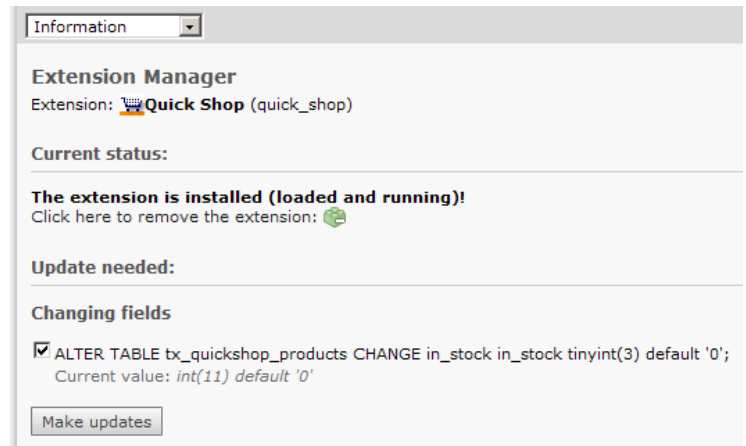 Information
Extension Manager
Extension: Quick Shop (quick_shop)
Current status:
The extension is installed (loaded and running)!
Click here to remove the extension:
Update needed:
Changing fields
ALTER TABLE tx_quickshop_products CHANGE in_stock in_stock tinyint(3) default '0';
Current value: int(11) default '0'
Make updates